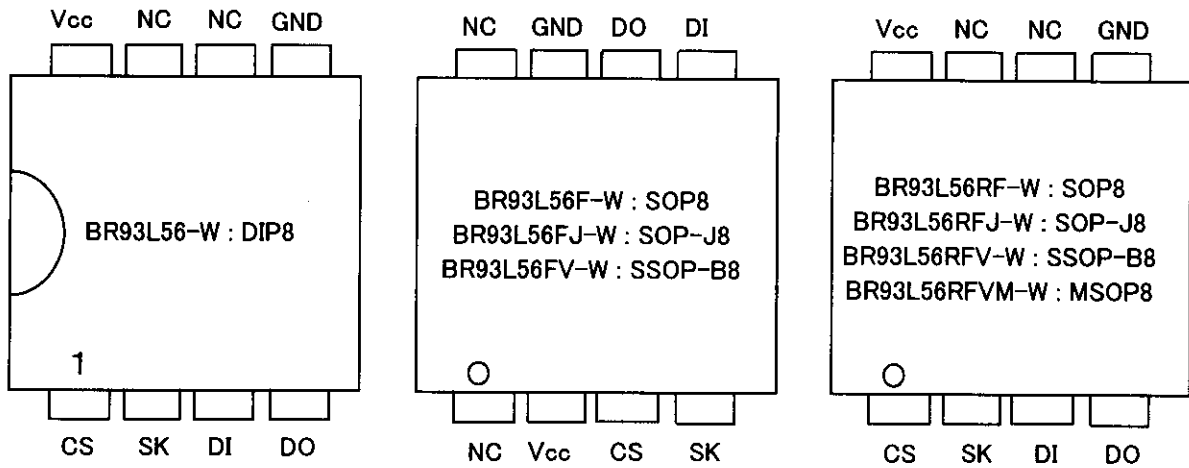 Vcc NC NC GND
BR93L56-W : DIP8
1
CS SK DI DO
NC GND DO DI
BR93L56F-W : SOP8
BR93L56FJ-W : SOP-J8
BR93L56FV-W : SSOP-B8
NC Vcc CS SK
Vcc NC NC GND
BR93L56RF-W : SOP8
BR93L56RFJ-W : SOP-J8
BR93L56RFV-W : SSOP-B8
BR93L56RFVM-W : MSOP8
CS SK DI DO